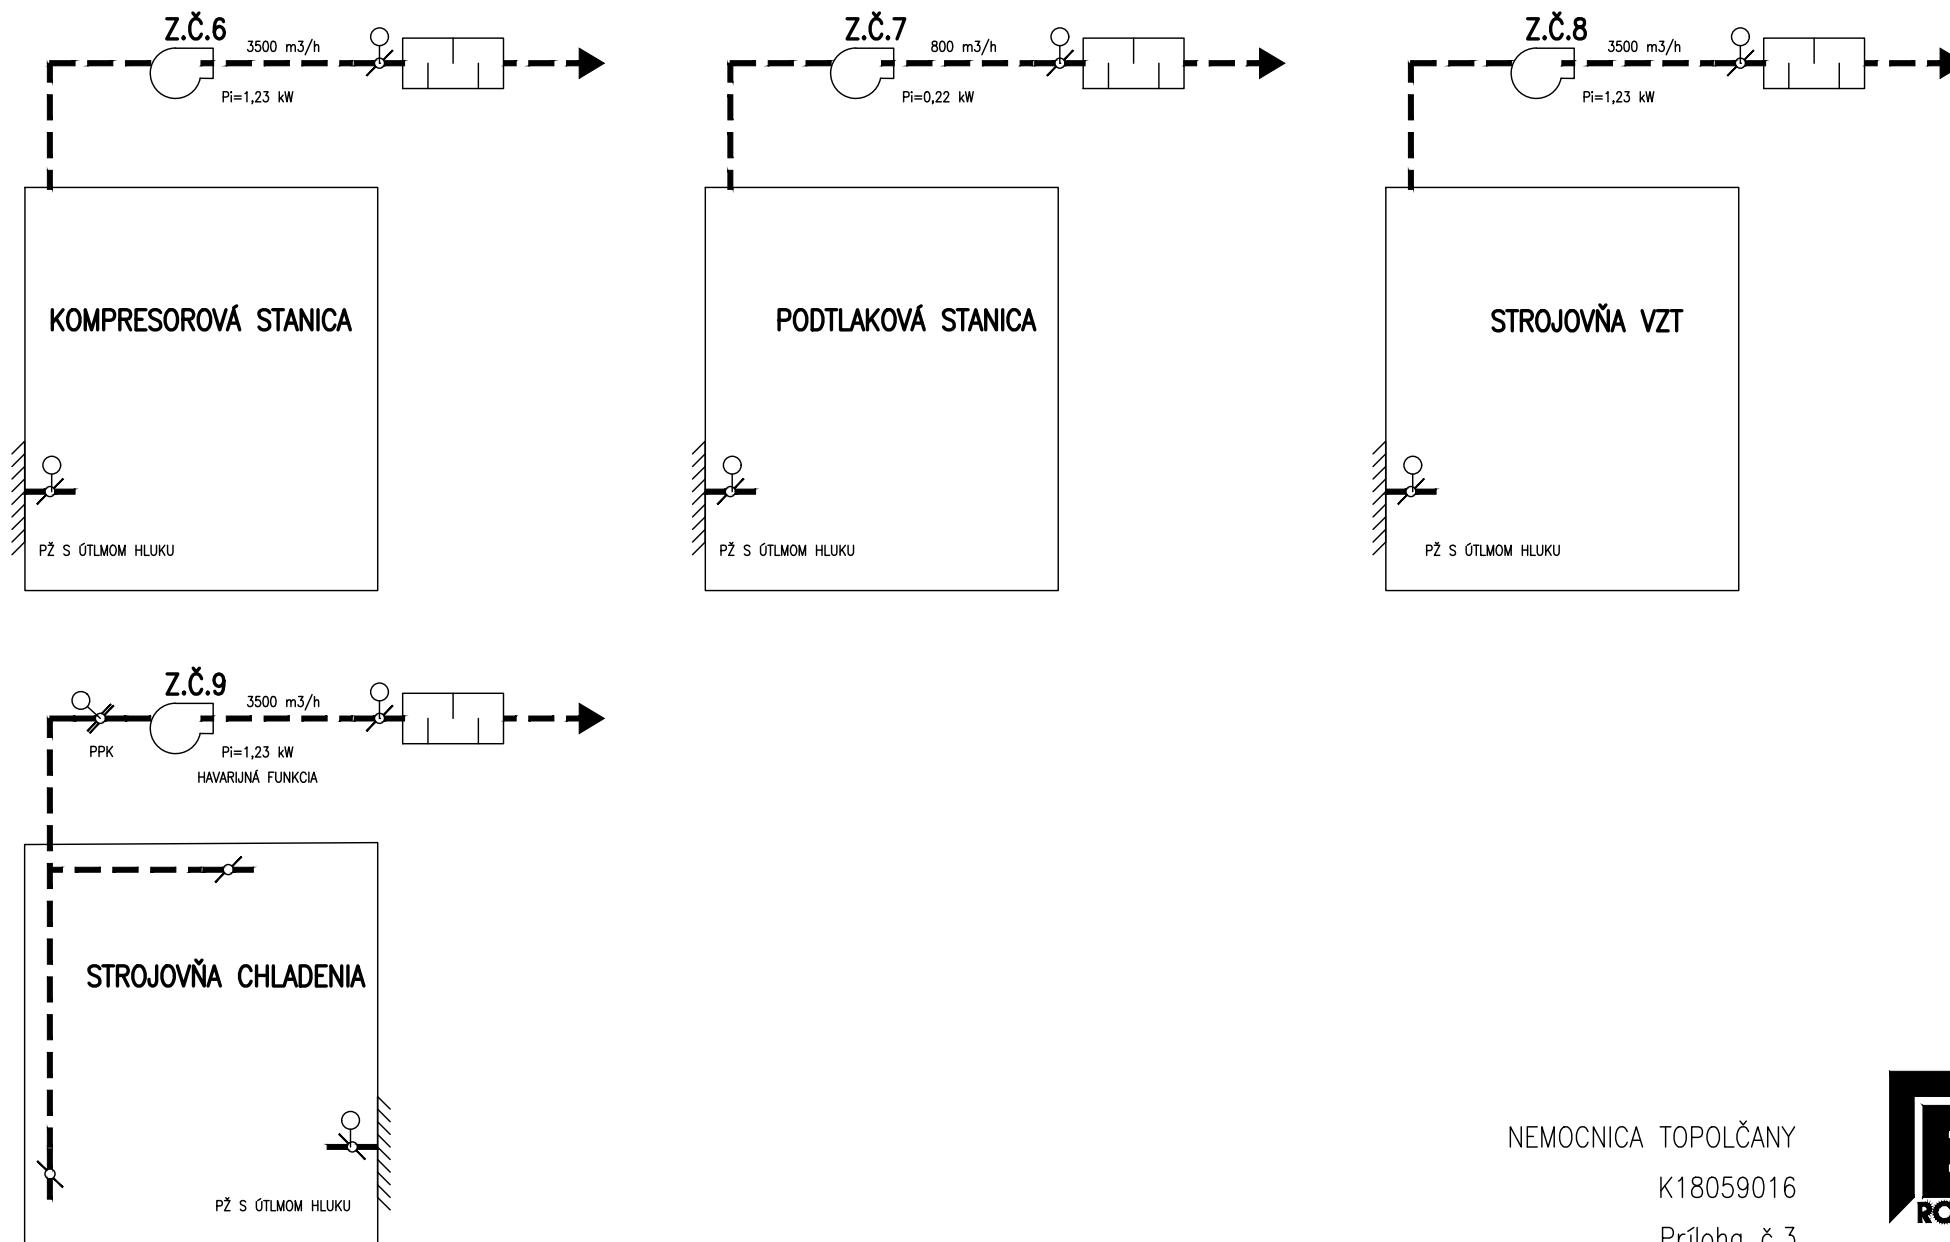 Z.Č.6
3500 m3/h
Pi=1,23 kW
KOMPRESOROVÁ STANICA
PŽ S ÚTLMOM HLUKU
Z.Č.7
800 m3/h
Pi=0,22 kW
PODTLAKOVÁ STANICA
PŽ S ÚTLMOM HLUKU
Z.Č.8
3500 m3/h
Pi=1,23 kW
STROJOVŇA VZT
PŽ S ÚTLMOM HLUKU
Z.Č.9
3500 m3/h
PPK
Pi=1,23 kW
HAVARIJNÁ FUNKCIA
STROJOVŇA CHLADENIA
PŽ S ÚTLMOM HLUKU
NEMOCNICA TOPOLČANY
K18059016
Príloha č.3